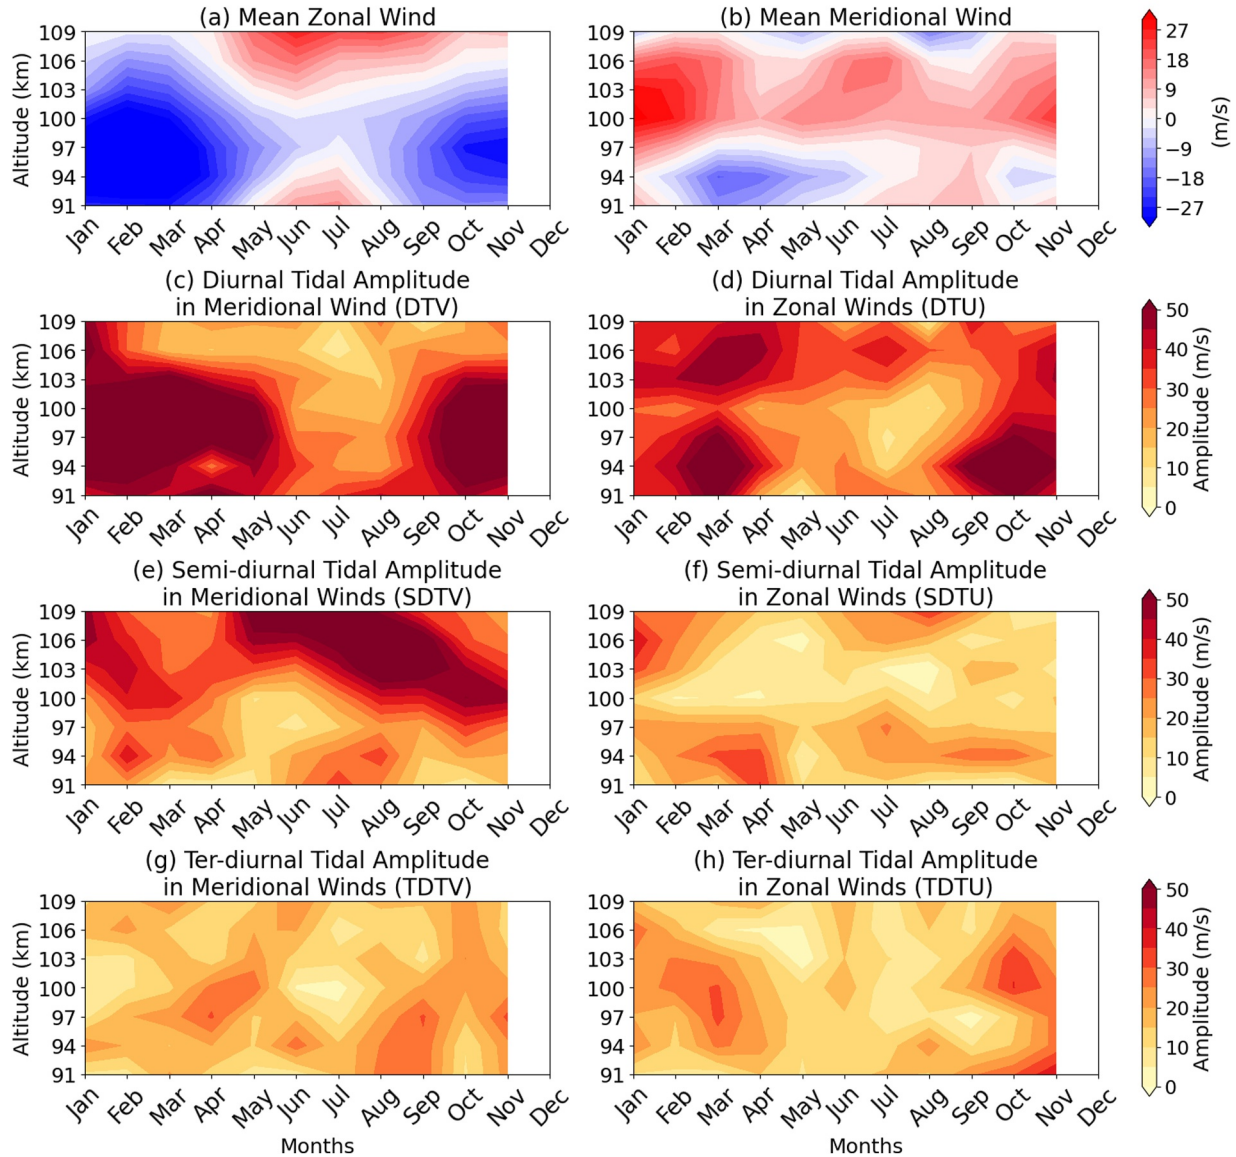 (a) Mean Zonal Wind
109
106
103
100
97
94
91
Altitude (km)
Jan Feb Mar Apr May Jun Jul Aug Sep Oct Nov Dec
(b) Mean Meridional Wind
109
106
103
100
97
94
91
Jan Feb Mar Apr May Jun Jul Aug Sep Oct Nov Dec
27
18
9
0
−9
−18
−27
(m/s)
(c) Diurnal Tidal Amplitude
in Meridional Wind (DTV)
109
106
103
100
97
94
91
Altitude (km)
Jan Feb Mar Apr May Jun Jul Aug Sep Oct Nov Dec
(d) Diurnal Tidal Amplitude
in Zonal Winds (DTU)
109
106
103
100
97
94
91
Jan Feb Mar Apr May Jun Jul Aug Sep Oct Nov Dec
50
40
30
20
10
0
Amplitude (m/s)
(e) Semi-diurnal Tidal Amplitude
in Meridional Winds (SDTV)
109
106
103
100
97
94
91
Altitude (km)
Jan Feb Mar Apr May Jun Jul Aug Sep Oct Nov Dec
(f) Semi-diurnal Tidal Amplitude
in Zonal Winds (SDTU)
109
106
103
100
97
94
91
Jan Feb Mar Apr May Jun Jul Aug Sep Oct Nov Dec
50
40
30
20
10
0
Amplitude (m/s)
(g) Ter-diurnal Tidal Amplitude
in Meridional Winds (TDTV)
109
106
103
100
97
94
91
Altitude (km)
Jan Feb Mar Apr May Jun Jul Aug Sep Oct Nov Dec
Months
(h) Ter-diurnal Tidal Amplitude
in Zonal Winds (TDTU)
109
106
103
100
97
94
91
Jan Feb Mar Apr May Jun Jul Aug Sep Oct Nov Dec
Months
50
40
30
20
10
0
Amplitude (m/s)